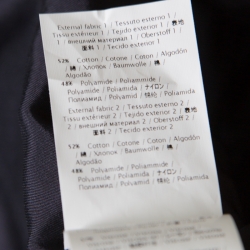 External fabric 1 / Tessuto esterno 1 /
Tissu extérieur 1 / Tejido exterior 1 /
1 / внешний материал 1 / Oberstoff 1 / 表地
1 / 面料 1 / Tecido exterior 1
52% Cotton / Cotone / Coton / Algodón
/ 綿 / Хлопок / Baumwolle / 棉 /
Algodão
48% Polyamide / Poliammide /
Polyamide / Poliamida / ナイロン /
Полиамид / Polyamid / 锦纶 / Poliamida
External fabric 2 / Tessuto esterno 2 /
Tissu extérieur 2 / Tejido exterior 2 / 表地
2 / внешний материал 2 / Oberstoff 2 /
面料 2 / Tecido exterior 2
52% Cotton / Cotone / Coton / Algodón
/ 綿 / Хлопок / Baumwolle / 棉 /
Algodão
48% Polyamide / Poliammide /
Polyamide / Poliamida / ナイロン /
Полиамид / Polyamid / 锦纶 / Poliamida